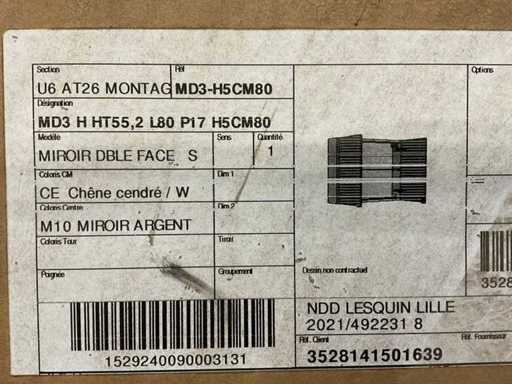 Section Réf Options
U6 AT26 MONTAG MD3-H5CM80
Désignation
MD3 H HT55,2 L80 P17 H5CM80
Modèle Sens Quantité
MIROIR DBLE FACE S 1
Coloris CM Dim 1
CE Chêne cendré / W
Coloris Centre Dim 2
M10 MIROIR ARGENT
Coloris Tour Tiroir
Poignée Groupement Dessin non contractuel
3528
NDD LESQUIN LILLE
2021/492231 8
Réf. Client Réf. Fournisseur
1529240090003131 3528141501639